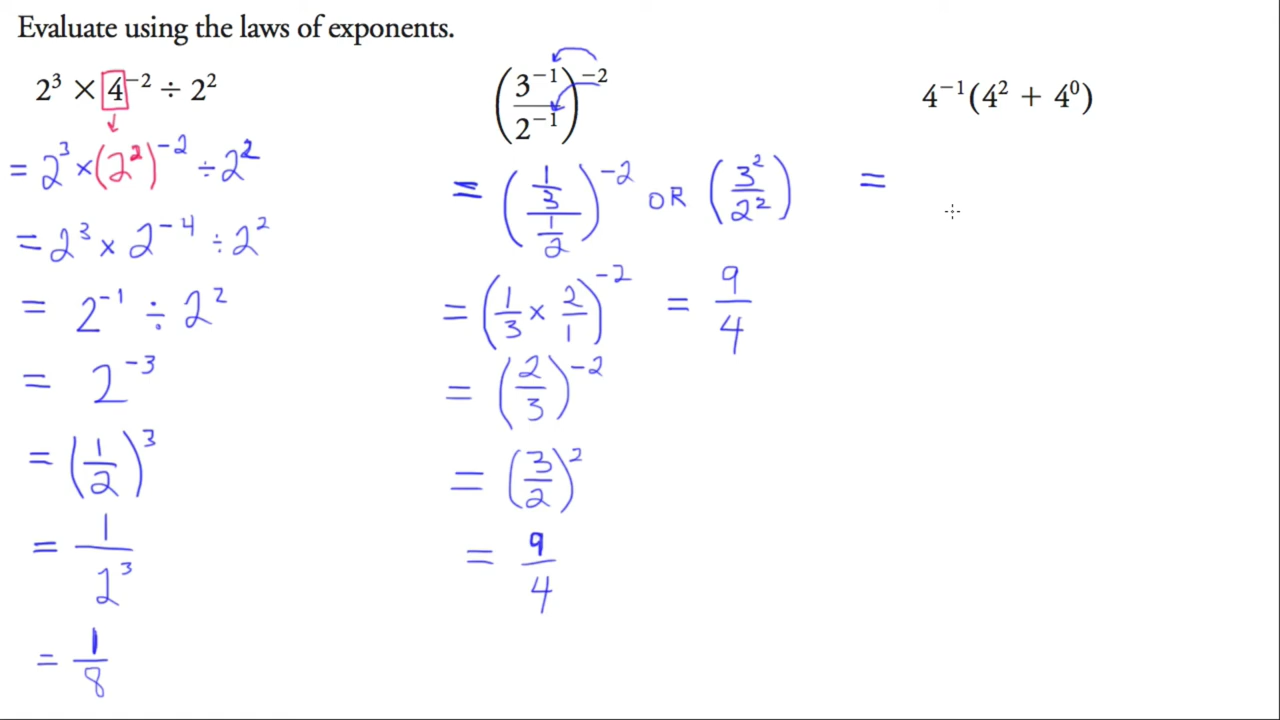 Evaluate using the laws of exponents.
2³ × 4⁻² ÷ 2²
= 2³ × (2²)⁻² ÷ 2²
= 2³ × 2⁻⁴ ÷ 2²
= 2⁻¹ ÷ 2²
= 2⁻³
= (1/2)³
= 1/2³
= 1/8
(3⁻¹/2⁻¹)⁻²
= ((1/3)/(1/2))⁻² OR (3²/2²)
= (1/3 × 2/1)⁻² = 9/4
= (2/3)⁻²
= (3/2)²
= 9/4
4⁻¹(4² + 4⁰)
=